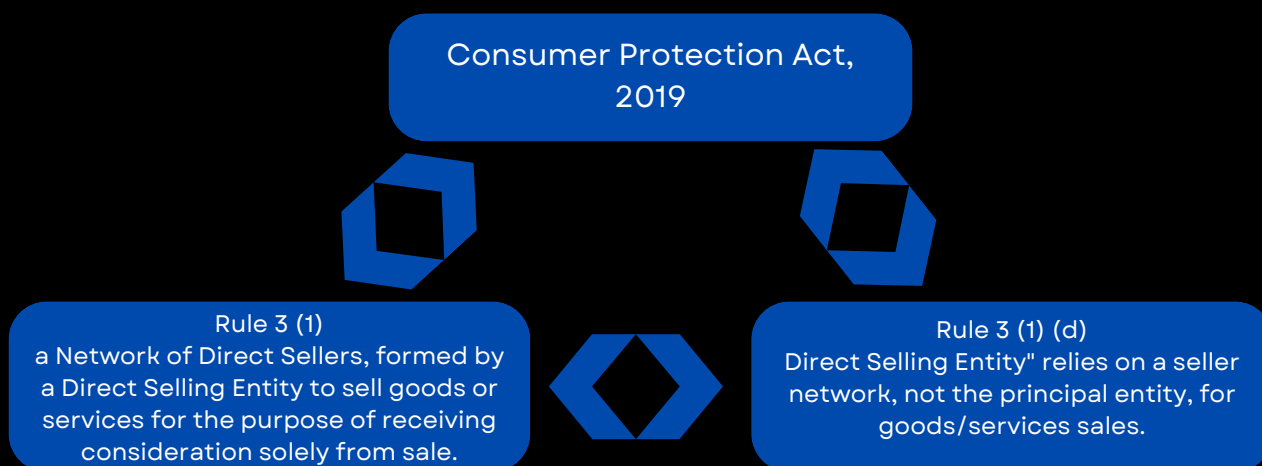 Consumer Protection Act,
2019
Rule 3 (1)
a Network of Direct Sellers, formed by
a Direct Selling Entity to sell goods or
services for the purpose of receiving
consideration solely from sale.
Rule 3 (1) (d)
Direct Selling Entity" relies on a seller
network, not the principal entity, for
goods/services sales.